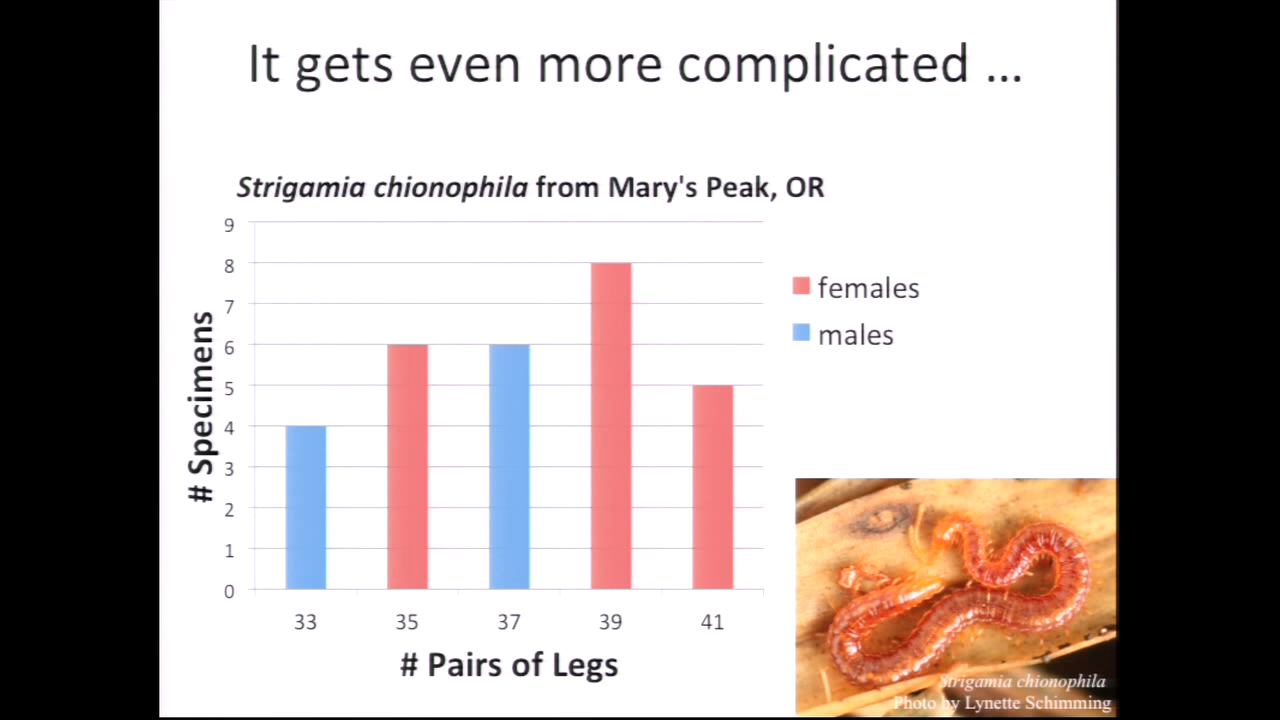 It gets even more complicated ...
Strigamia chionophila from Mary's Peak, OR
9
8
7
6
5
4
3
2
1
0
# Specimens
33 35 37 39 41
# Pairs of Legs
females
males
Strigamia chionophila
Photo by Lynette Schimming